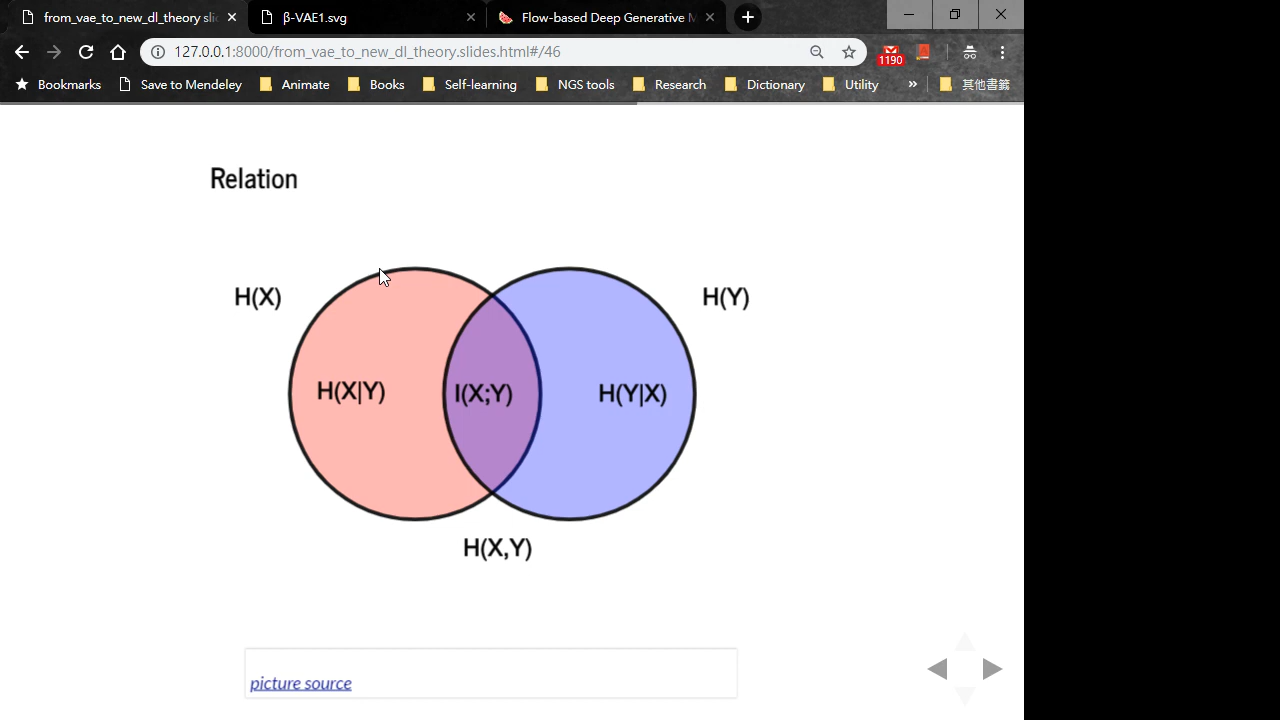 from_vae_to_new_dl_theory slid
β-VAE1.svg
Flow-based Deep Generative M
127.0.0.1:8000/from_vae_to_new_dl_theory.slides.html#/46
1190
Bookmarks
Save to Mendeley
Animate
Books
Self-learning
NGS tools
Research
Dictionary
Utility
»
其他書籤
Relation
H(X)
H(Y)
H(X|Y)
I(X;Y)
H(Y|X)
H(X,Y)
picture source